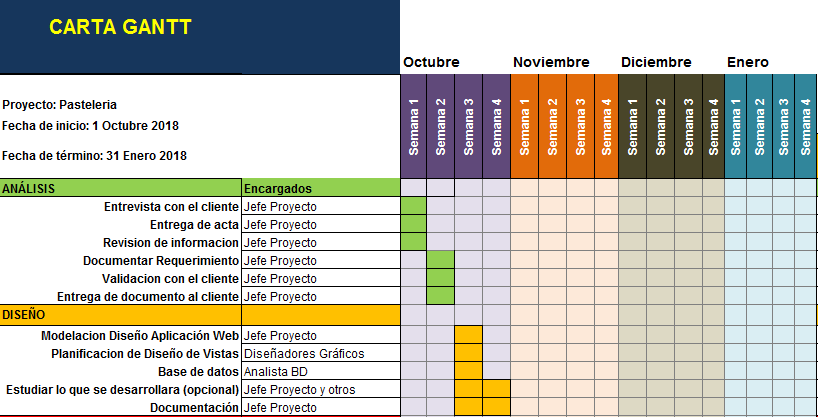 CARTA GANTT
Octubre Noviembre Diciembre Enero
Proyecto: Pasteleria
Fecha de inicio: 1 Octubre 2018
Fecha de término: 31 Enero 2018
Semana 1 Semana 2 Semana 3 Semana 4 Semana 1 Semana 2 Semana 3 Semana 4 Semana 1 Semana 2 Semana 3 Semana 4 Semana 1 Semana 2 Semana 3 Semana 4
ANÁLISIS Encargados
Entrevista con el cliente Jefe Proyecto
Entrega de acta Jefe Proyecto
Revision de informacion Jefe Proyecto
Documentar Requerimiento Jefe Proyecto
Validacion con el cliente Jefe Proyecto
Entrega de documento al cliente Jefe Proyecto
DISEÑO
Modelacion Diseño Aplicación Web Jefe Proyecto
Planificacion de Diseño de Vistas Diseñadores Gráficos
Base de datos Analista BD
Estudiar lo que se desarrollara (opcional) Jefe Proyecto y otros
Documentación Jefe Proyecto